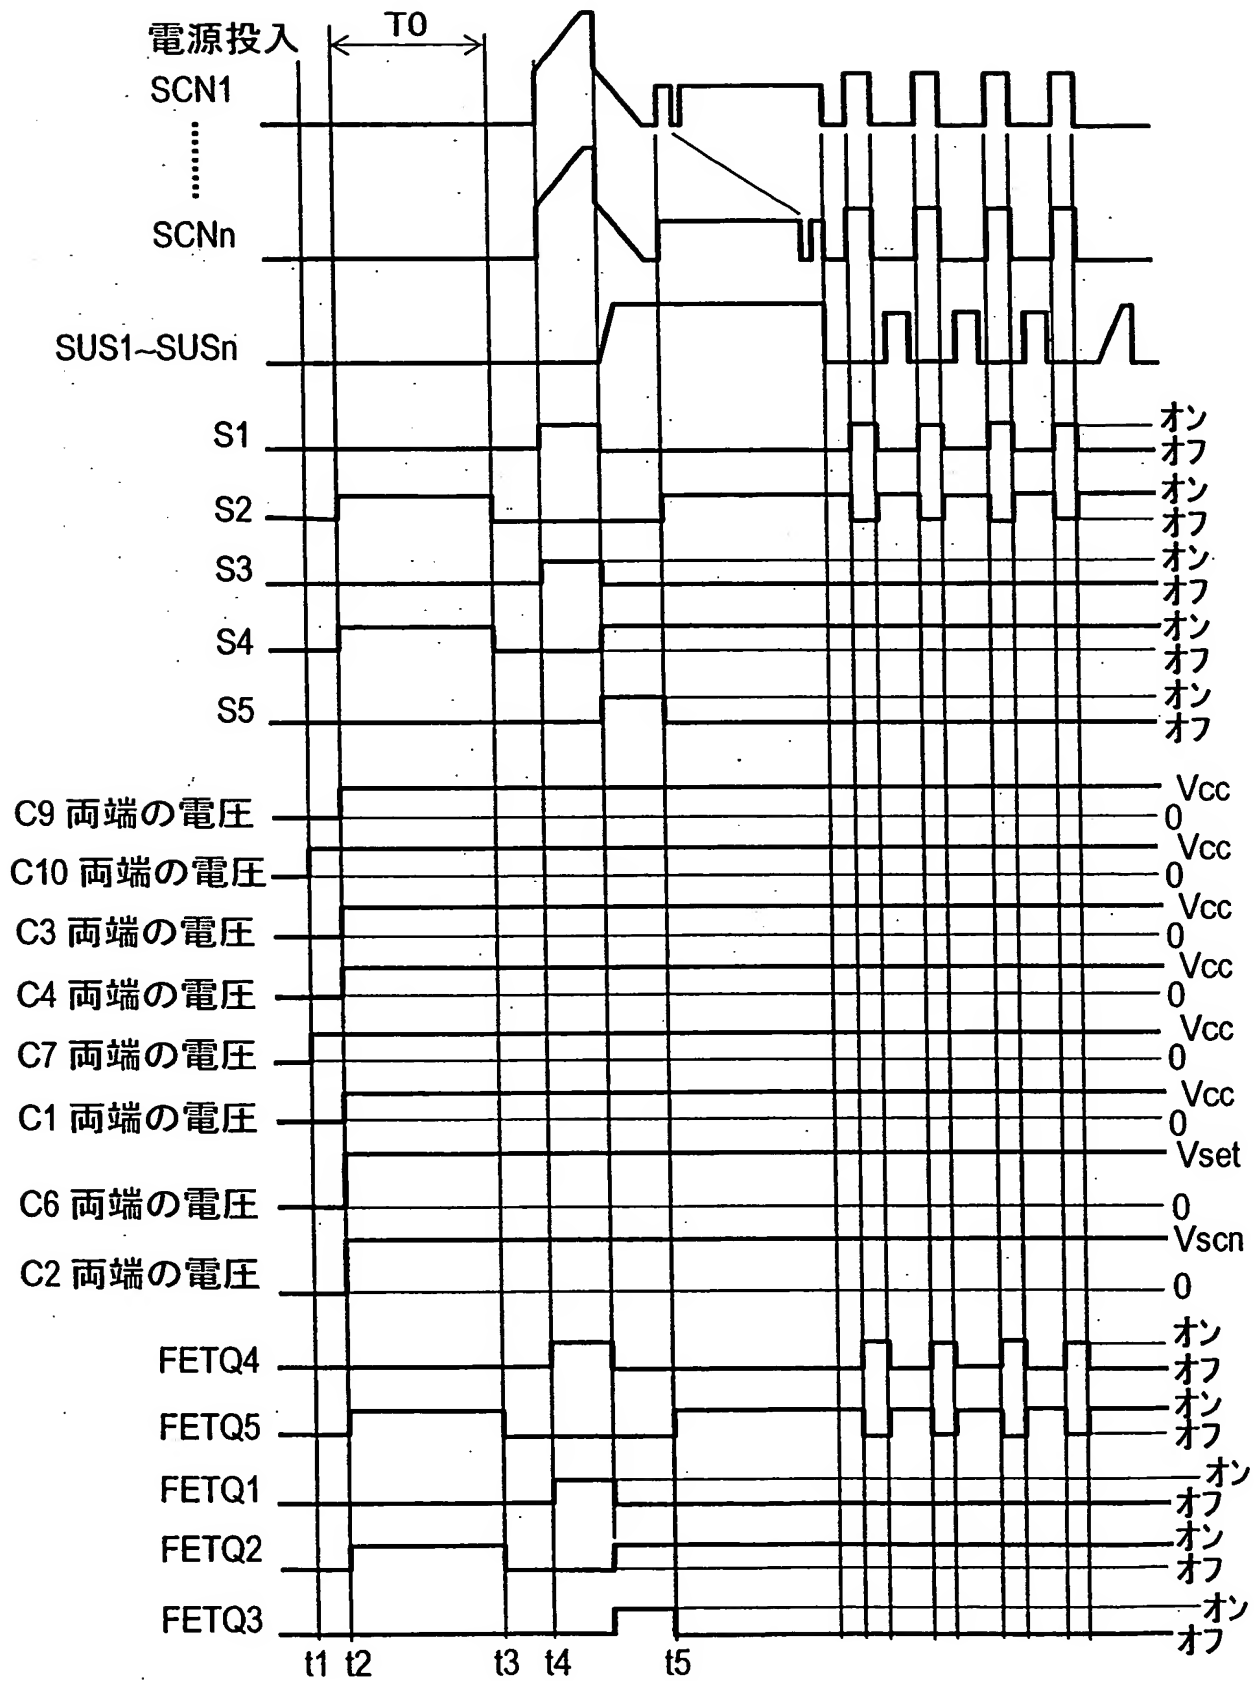 電源投入
T0
SCN1
SCNn
SUS1~SUSn
S1
オン
オフ
S2
オン
オフ
S3
オン
オフ
S4
オン
オフ
S5
オン
オフ
C9 両端の電圧
Vcc
0
C10 両端の電圧
Vcc
0
C3 両端の電圧
Vcc
0
C4 両端の電圧
Vcc
0
C7 両端の電圧
Vcc
0
C1 両端の電圧
Vcc
0
C6 両端の電圧
Vset
0
C2 両端の電圧
Vscn
0
FETQ4
オン
オフ
FETQ5
オン
オフ
FETQ1
オン
オフ
FETQ2
オン
オフ
FETQ3
オン
オフ
t1 t2 t3 t4 t5